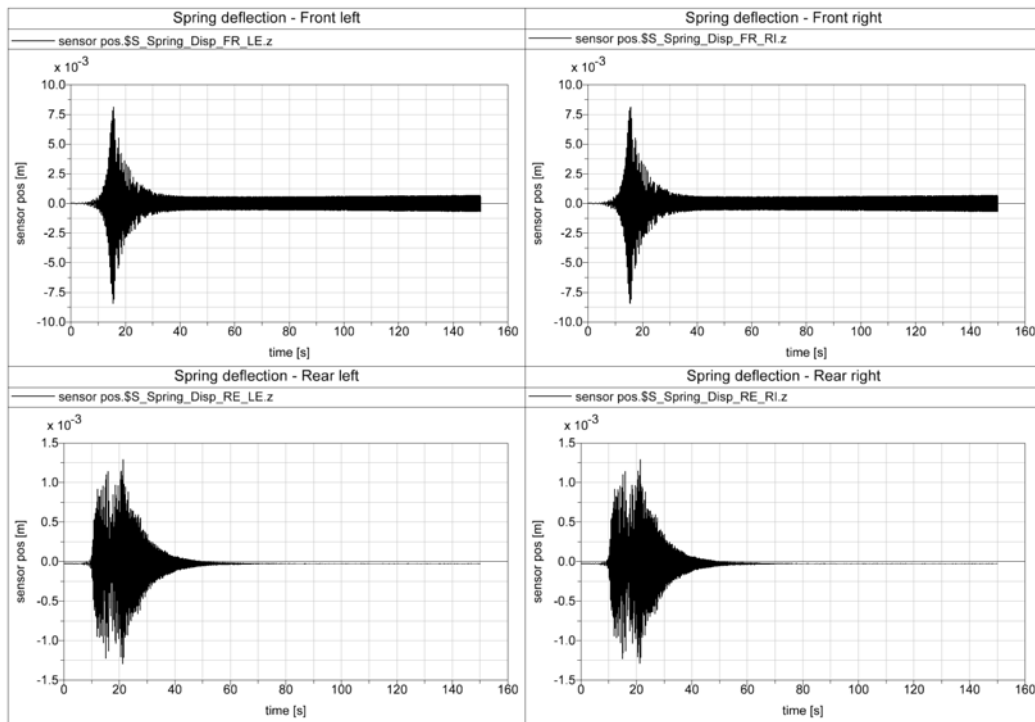 Spring deflection - Front left
sensor pos.$S_Spring_Disp_FR_LE.z
x 10-3
10.0
7.5
5.0
2.5
0.0
-2.5
-5.0
-7.5
-10.0
sensor pos [m]
0 20 40 60 80 100 120 140 160
time [s]
Spring deflection - Front right
sensor pos.$S_Spring_Disp_FR_RI.z
x 10-3
10.0
7.5
5.0
2.5
0.0
-2.5
-5.0
-7.5
-10.0
sensor pos [m]
0 20 40 60 80 100 120 140 160
time [s]
Spring deflection - Rear left
sensor pos.$S_Spring_Disp_RE_LE.z
x 10-3
1.5
1.0
0.5
0.0
-0.5
-1.0
-1.5
sensor pos [m]
0 20 40 60 80 100 120 140 160
time [s]
Spring deflection - Rear right
sensor pos.$S_Spring_Disp_RE_RI.z
x 10-3
1.5
1.0
0.5
0.0
-0.5
-1.0
-1.5
sensor pos [m]
0 20 40 60 80 100 120 140 160
time [s]